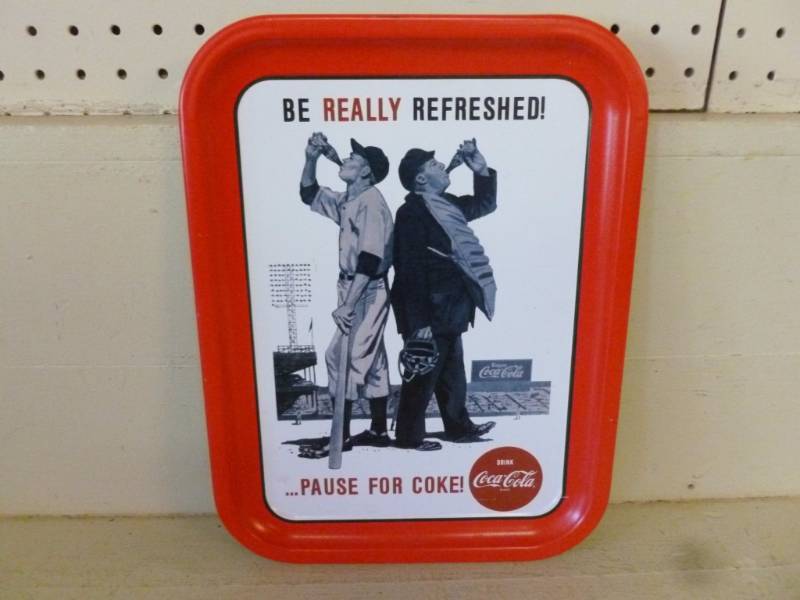 BE REALLY REFRESHED!
Coca-Cola
...PAUSE FOR COKE!
DRINK
Coca-Cola